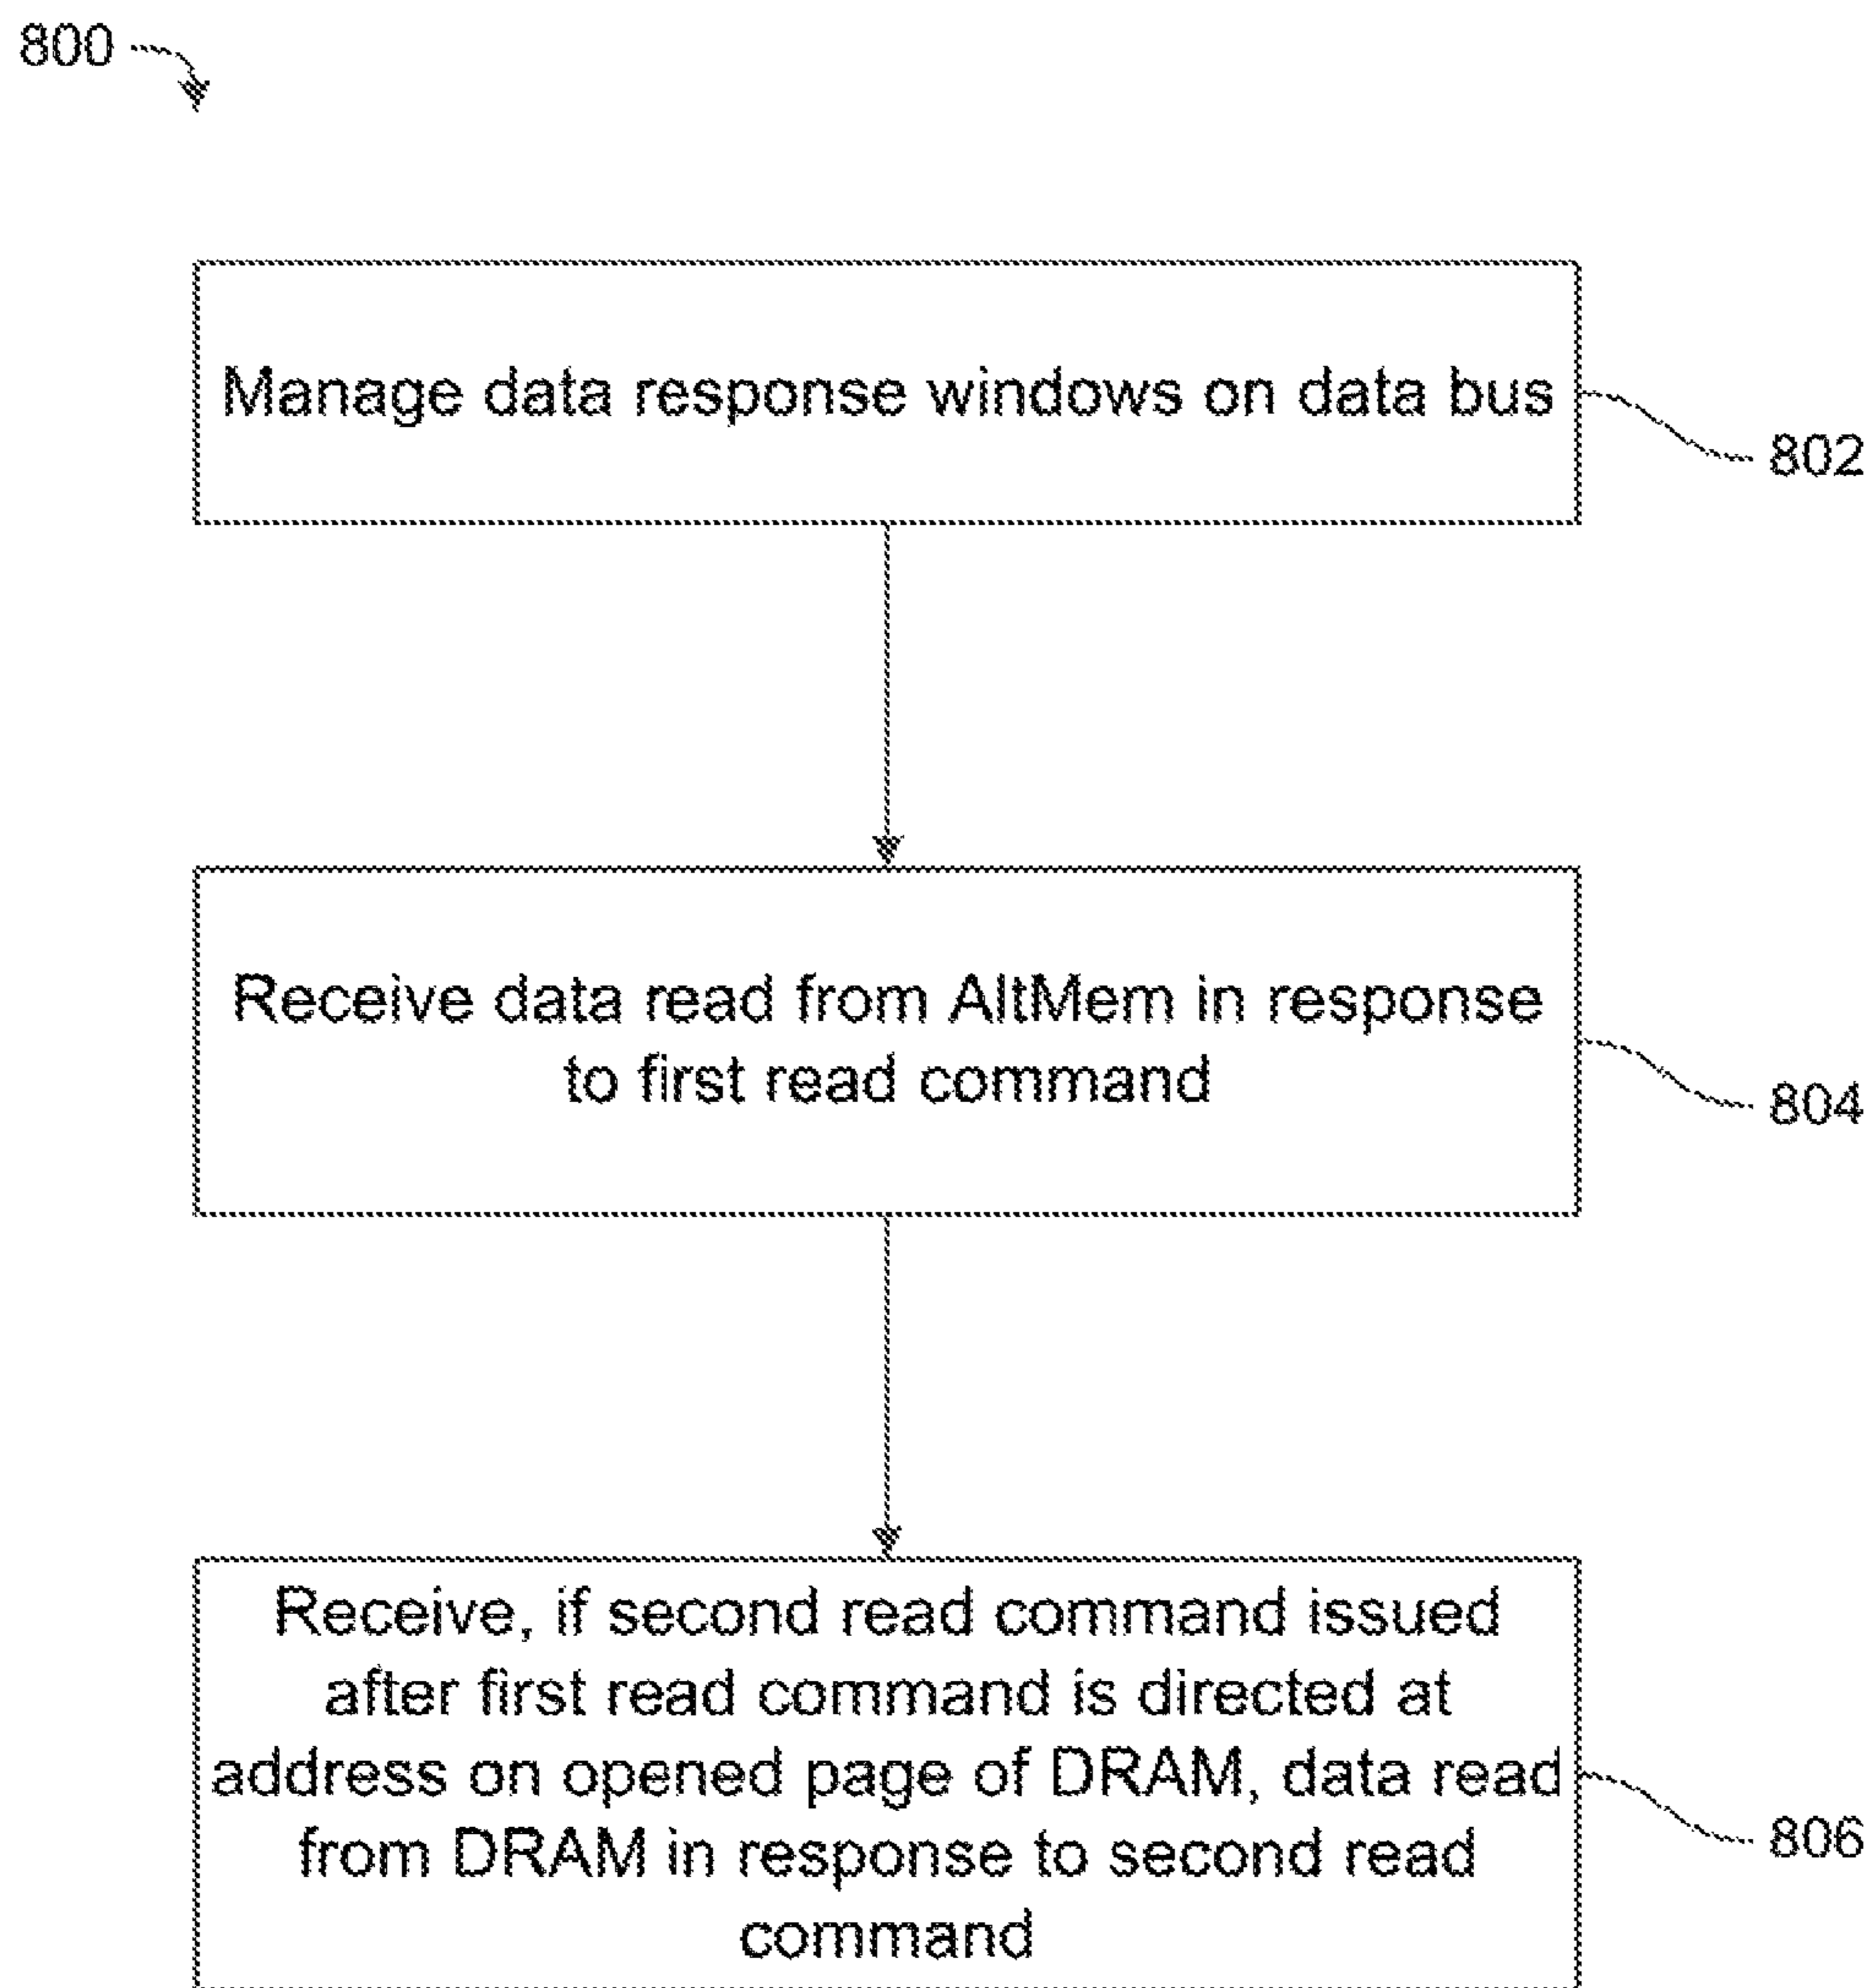 800
Manage data response windows on data bus
802
Receive data read from AltMem in response
to first read command
804
Receive, if second read command issued
after first read command is directed at
address on opened page of DRAM, data read
from DRAM in response to second read
command
806